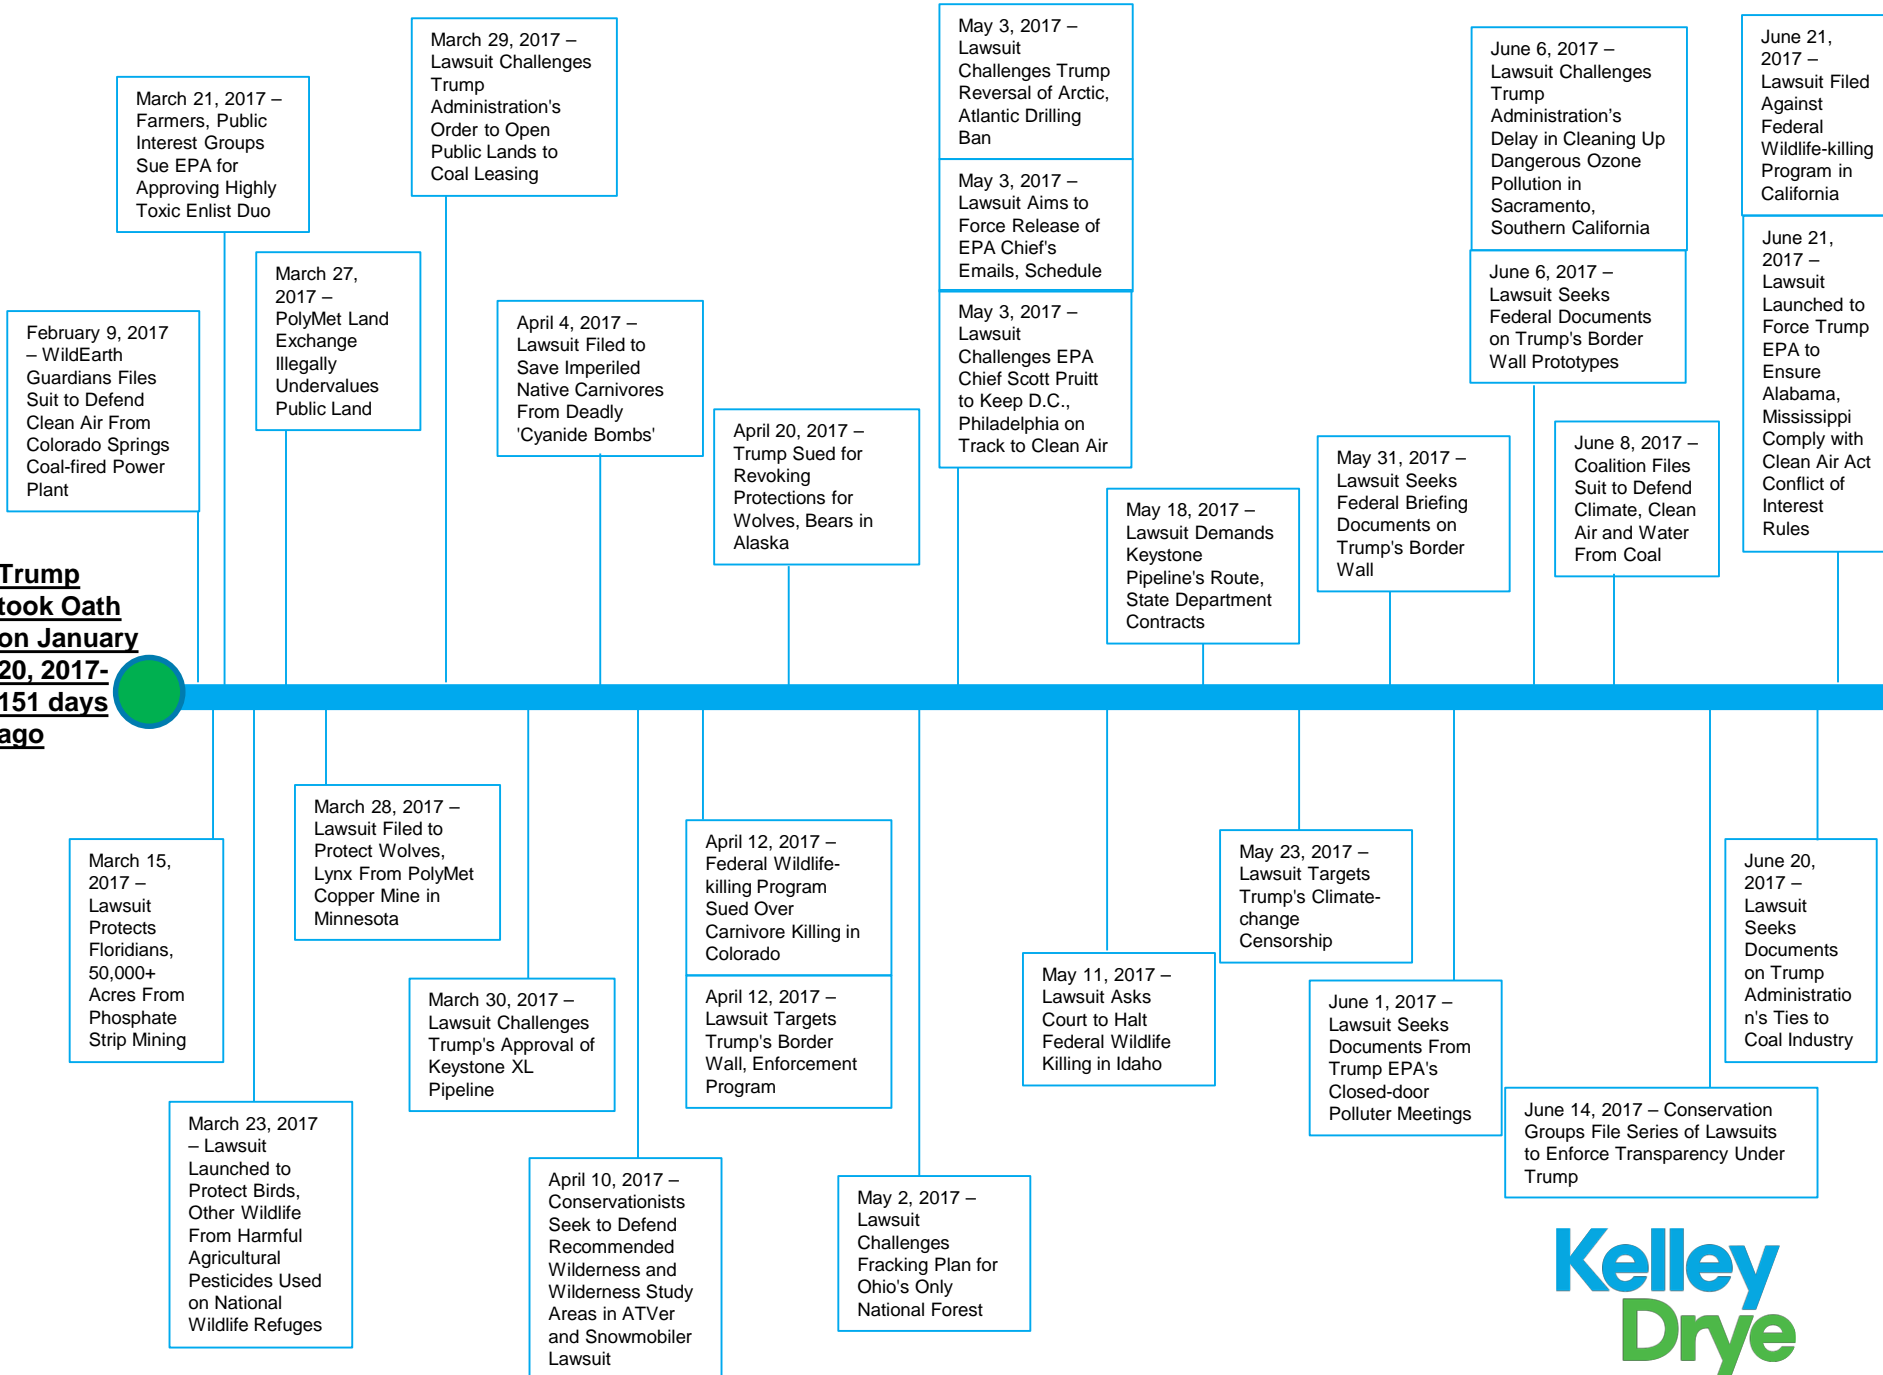 March 21, 2017 –
Farmers, Public
Interest Groups
Sue EPA for
Approving Highly
Toxic Enlist Duo
March 29, 2017 –
Lawsuit Challenges
Trump
Administration's
Order to Open
Public Lands to
Coal Leasing
May 3, 2017 –
Lawsuit
Challenges Trump
Reversal of Arctic,
Atlantic Drilling
Ban
May 3, 2017 –
Lawsuit Aims to
Force Release of
EPA Chief's
Emails, Schedule
May 3, 2017 –
Lawsuit
Challenges EPA
Chief Scott Pruitt
to Keep D.C.,
Philadelphia on
Track to Clean Air
June 6, 2017 –
Lawsuit Challenges
Trump
Administration’s
Delay in Cleaning Up
Dangerous Ozone
Pollution in
Sacramento,
Southern California
June 6, 2017 –
Lawsuit Seeks
Federal Documents
on Trump's Border
Wall Prototypes
June 21,
2017 –
Lawsuit Filed
Against
Federal
Wildlife-killing
Program in
California
June 21,
2017 –
Lawsuit
Launched to
Force Trump
EPA to
Ensure
Alabama,
Mississippi
Comply with
Clean Air Act
Conflict of
Interest
Rules
February 9, 2017
– WildEarth
Guardians Files
Suit to Defend
Clean Air From
Colorado Springs
Coal-fired Power
Plant
March 27,
2017 –
PolyMet Land
Exchange
Illegally
Undervalues
Public Land
April 4, 2017 –
Lawsuit Filed to
Save Imperiled
Native Carnivores
From Deadly
'Cyanide Bombs'
April 20, 2017 –
Trump Sued for
Revoking
Protections for
Wolves, Bears in
Alaska
May 18, 2017 –
Lawsuit Demands
Keystone
Pipeline's Route,
State Department
Contracts
May 31, 2017 –
Lawsuit Seeks
Federal Briefing
Documents on
Trump's Border
Wall
June 8, 2017 –
Coalition Files
Suit to Defend
Climate, Clean
Air and Water
From Coal
Trump
took Oath
on January
20, 2017-
151 days
ago
March 15,
2017 –
Lawsuit
Protects
Floridians,
50,000+
Acres From
Phosphate
Strip Mining
March 23, 2017
– Lawsuit
Launched to
Protect Birds,
Other Wildlife
From Harmful
Agricultural
Pesticides Used
on National
Wildlife Refuges
March 28, 2017 –
Lawsuit Filed to
Protect Wolves,
Lynx From PolyMet
Copper Mine in
Minnesota
March 30, 2017 –
Lawsuit Challenges
Trump's Approval of
Keystone XL
Pipeline
April 10, 2017 –
Conservationists
Seek to Defend
Recommended
Wilderness and
Wilderness Study
Areas in ATVer
and Snowmobiler
Lawsuit
April 12, 2017 –
Federal Wildlife-
killing Program
Sued Over
Carnivore Killing in
Colorado
April 12, 2017 –
Lawsuit Targets
Trump's Border
Wall, Enforcement
Program
May 2, 2017 –
Lawsuit
Challenges
Fracking Plan for
Ohio's Only
National Forest
May 11, 2017 –
Lawsuit Asks
Court to Halt
Federal Wildlife
Killing in Idaho
May 23, 2017 –
Lawsuit Targets
Trump's Climate-
change
Censorship
June 1, 2017 –
Lawsuit Seeks
Documents From
Trump EPA's
Closed-door
Polluter Meetings
June 14, 2017 – Conservation
Groups File Series of Lawsuits
to Enforce Transparency Under
Trump
June 20,
2017 –
Lawsuit
Seeks
Documents
on Trump
Administratio
n's Ties to
Coal Industry
Kelley
Drye